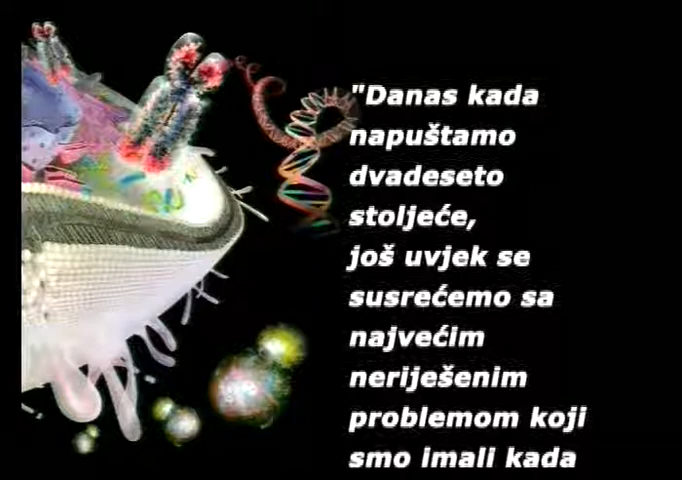 "Danas kada
napuštamo
dvadeseto
stoljeće,
još uvjek se
susrećemo sa
najvećim
neriješenim
problemom koji
smo imali kada